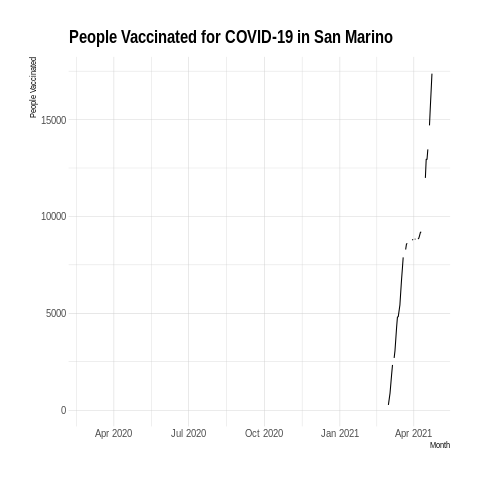 People Vaccinated for COVID-19 in San Marino
People Vaccinated
15000
10000
5000
0
Apr 2020 Jul 2020 Oct 2020 Jan 2021 Apr 2021
Month